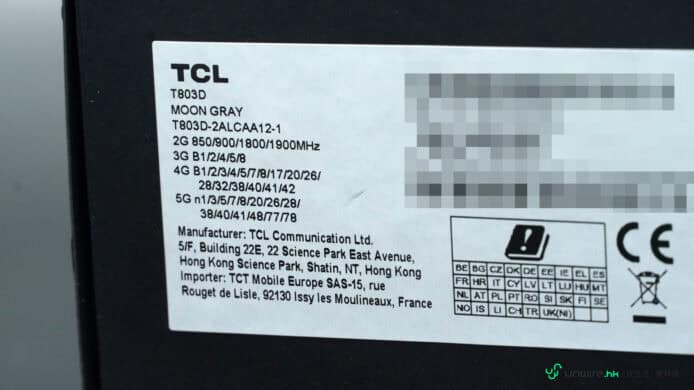 TCL
T803D
MOON GRAY
T803D-2ALCAA12-1
2G 850/900/1800/1900MHz
3G B1/2/4/5/8
4G B1/2/3/4/5/7/8/17/20/26/
28/32/38/40/41/42
5G n1/3/5/7/8/20/26/28/
38/40/41/48/77/78
Manufacturer: TCL Communication Ltd.
5/F, Building 22E, 22 Science Park East Avenue,
Hong Kong Science Park, Shatin, NT, Hong Kong
Importer: TCT Mobile Europe SAS-15, rue
Rouget de Lisle, 92130 Issy les Moulineaux, France
CE
BE BG CZ DK DE EE IE EL ES
FR HR IT CY LV LT LU HU MT
NL AT PL PT RO SI SK FI SE
NO IS LI CH TR UK(NI)
unwire.hk